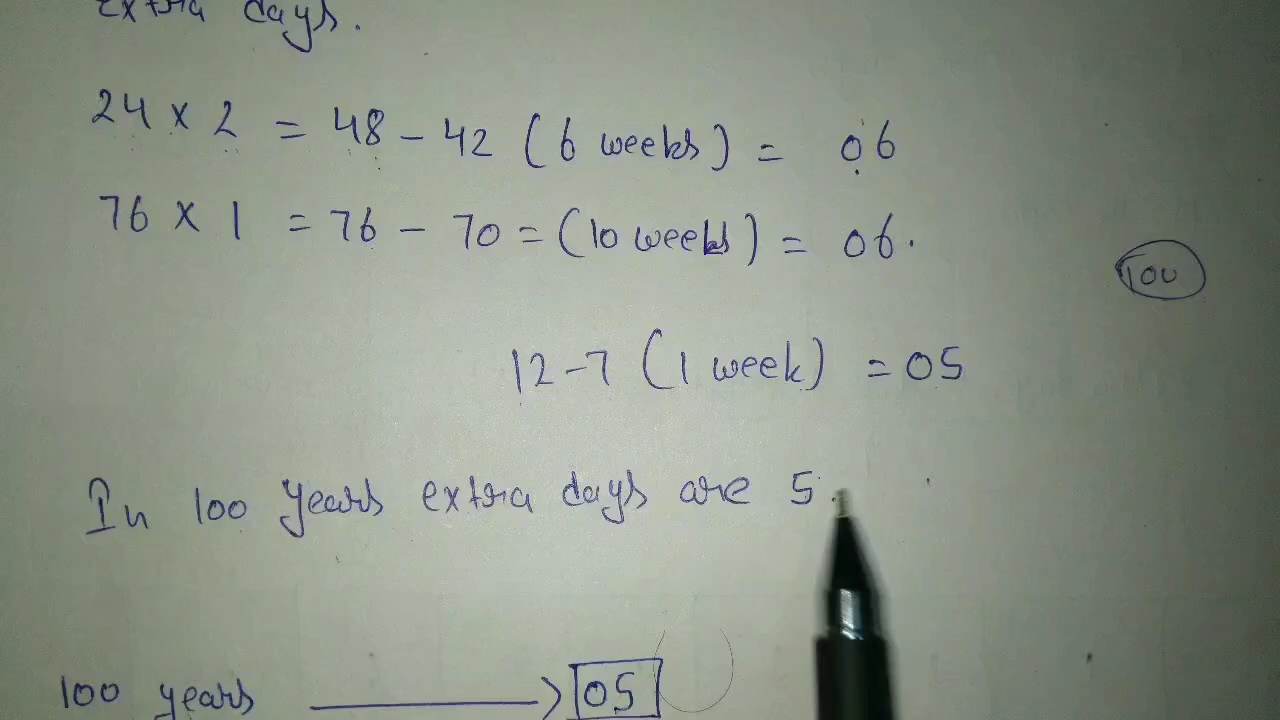 extra days.
24 x 2 = 48 - 42 (6 weeks) = 06
76 x 1 = 76 - 70 = (10 weeks) = 06.
100
12 - 7 (1 week) = 05
In 100 years extra days are 5.
100 years → 05